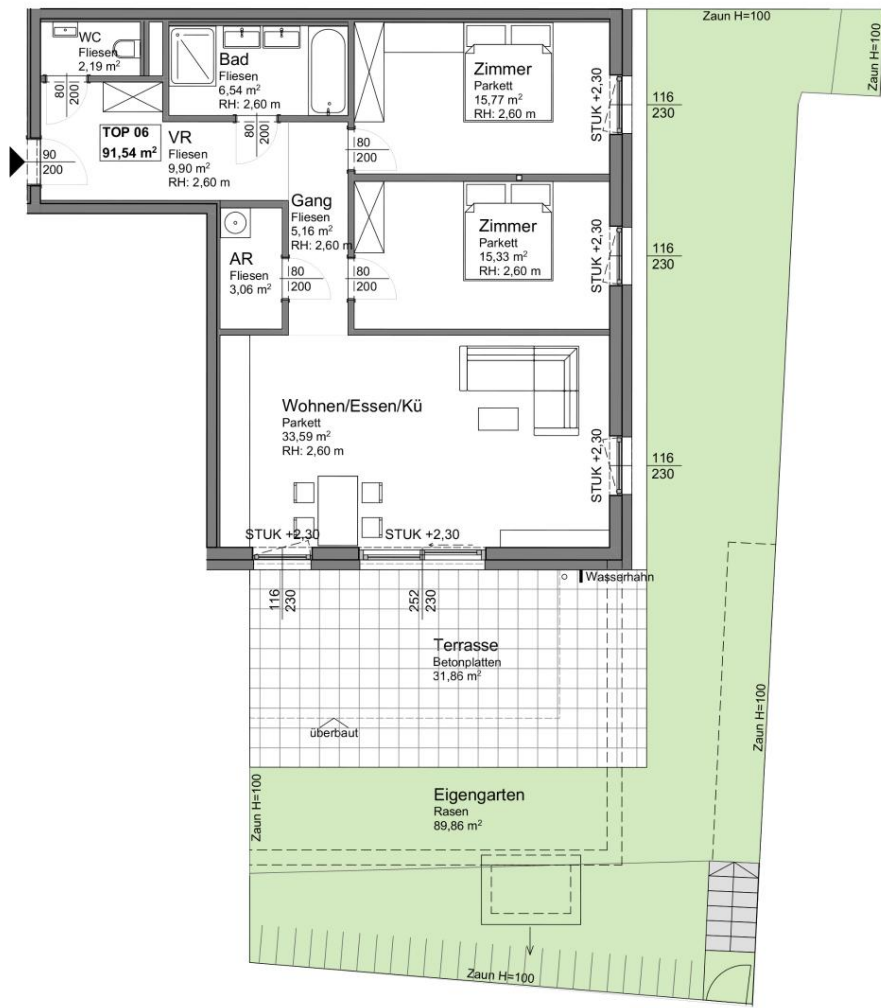 Zaun H=100
Zaun H=100
WC
Fliesen
2,19 m²
80
200
Bad
Fliesen
6,54 m²
RH: 2,60 m
80
200
Zimmer
Parkett
15,77 m²
RH: 2,60 m
STUK +2,30
116
230
TOP 06
91,54 m²
VR
Fliesen
9,90 m²
RH: 2,60 m
90
200
80
200
Gang
Fliesen
5,16 m²
RH: 2,60 m
Zimmer
Parkett
15,33 m²
RH: 2,60 m
STUK +2,30
116
230
AR
Fliesen
3,06 m²
80
200
80
200
Wohnen/Essen/Kü
Parkett
33,59 m²
RH: 2,60 m
STUK +2,30
116
230
STUK +2,30
STUK +2,30
116
230
252
230
Wasserhahn
Terrasse
Betonplatten
31,86 m²
überbaut
Zaun H=100
Zaun H=100
Eigengarten
Rasen
89,86 m²
Zaun H=100